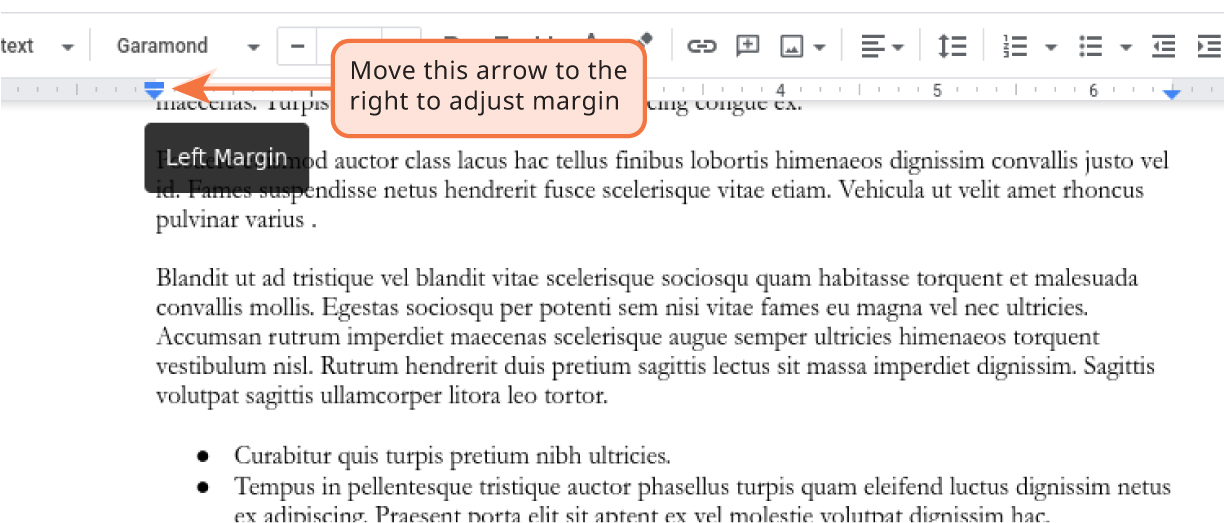 text Garamond
Move this arrow to the
right to adjust margin
4 5 6
maecenas. Turpis cing congue ex.
Left Margin
auctor class lacus hac tellus finibus lobortis himenaeos dignissim convallis justo vel
id. Fames suspendisse netus hendrerit fusce scelerisque vitae etiam. Vehicula ut velit amet rhoncus
pulvinar varius .
Blandit ut ad tristique vel blandit vitae scelerisque sociosqu quam habitasse torquent et malesuada
convallis mollis. Egestas sociosqu per potenti sem nisi vitae fames eu magna vel nec ultricies.
Accumsan rutrum imperdiet maecenas scelerisque augue semper ultricies himenaeos torquent
vestibulum nisl. Rutrum hendrerit duis pretium sagittis lectus sit massa imperdiet dignissim. Sagittis
volutpat sagittis ullamcorper litora leo tortor.
● Curabitur quis turpis pretium nibh ultricies.
● Tempus in pellentesque tristique auctor phasellus turpis quam eleifend luctus dignissim netus
ex adipiscing. Praesent porta elit sit aptent ex vel molestie volutpat dignissim hac.